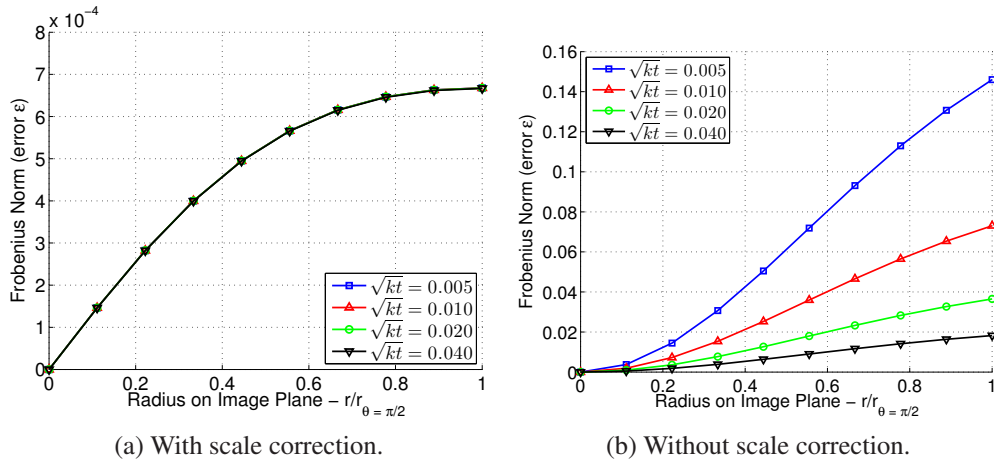 x 10⁻⁴
8
7
6
5
4
3
2
1
0
0
0.2
0.4
0.6
0.8
1
Frobenius Norm (error ε)
Radius on Image Plane − r/r_{θ = π/2}
√kt = 0.005
√kt = 0.010
√kt = 0.020
√kt = 0.040
(a) With scale correction.
0.16
0.14
0.12
0.1
0.08
0.06
0.04
0.02
0
0
0.2
0.4
0.6
0.8
1
Frobenius Norm (error ε)
Radius on Image Plane − r/r_{θ = π/2}
√kt = 0.005
√kt = 0.010
√kt = 0.020
√kt = 0.040
(b) Without scale correction.